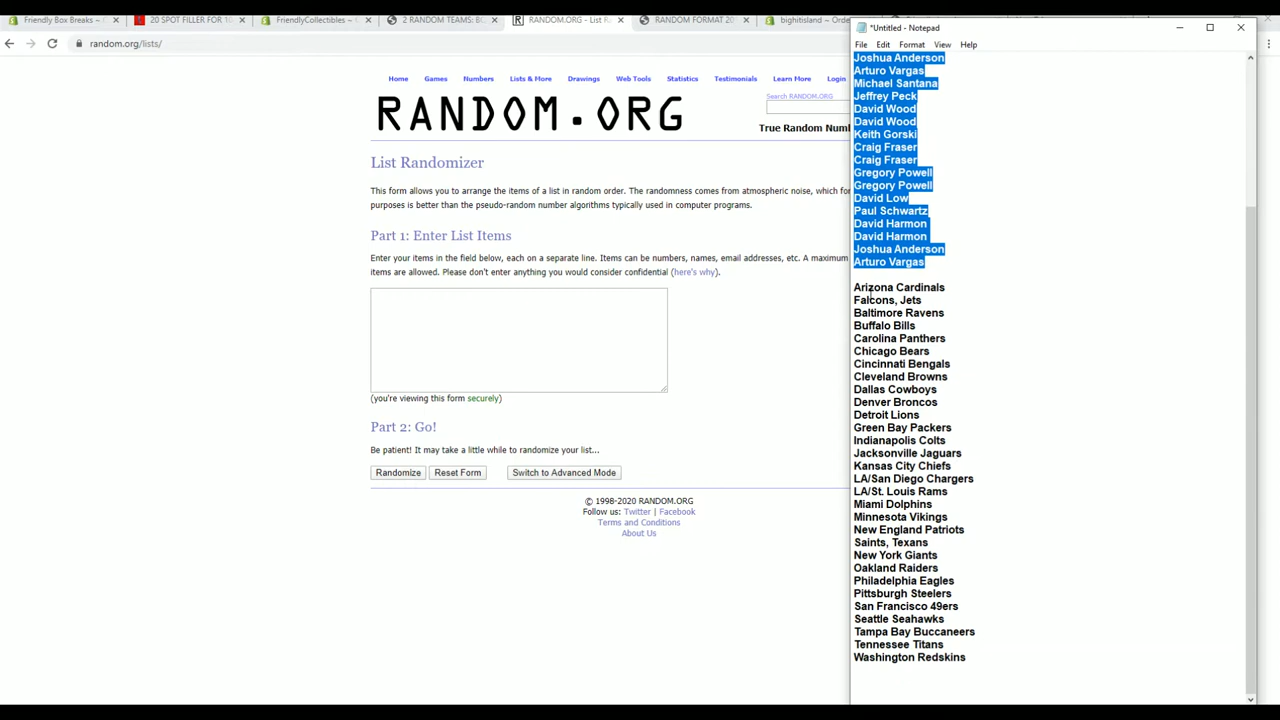 Friendly Box Breaks ~
20 SPOT FILLER FOR 1
FriendlyCollectibles ~
2 RANDOM TEAMS: B
RANDOM.ORG - List R
RANDOM FORMAT 20
bighitisland ~ Orders
random.org/lists/
Home Games Numbers Lists & More Drawings Web Tools Statistics Testimonials Learn More Login
Search RANDOM.ORG
RANDOM.ORG
True Random Num
List Randomizer
This form allows you to arrange the items of a list in random order. The randomness comes from atmospheric noise, which for
purposes is better than the pseudo-random number algorithms typically used in computer programs.
Part 1: Enter List Items
Enter your items in the field below, each on a separate line. Items can be numbers, names, email addresses, etc. A maximum
items are allowed. Please don't enter anything you would consider confidential (here's why).
(you're viewing this form securely)
Part 2: Go!
Be patient! It may take a little while to randomize your list...
Randomize Reset Form Switch to Advanced Mode
© 1998-2020 RANDOM.ORG
Follow us: Twitter | Facebook
Terms and Conditions
About Us
*Untitled - Notepad
File Edit Format View Help
Joshua Anderson
Arturo Vargas
Michael Santana
Jeffrey Peck
David Wood
David Wood
Keith Gorski
Craig Fraser
Craig Fraser
Gregory Powell
Gregory Powell
David Low
Paul Schwartz
David Harmon
David Harmon
Joshua Anderson
Arturo Vargas
Arizona Cardinals
Falcons, Jets
Baltimore Ravens
Buffalo Bills
Carolina Panthers
Chicago Bears
Cincinnati Bengals
Cleveland Browns
Dallas Cowboys
Denver Broncos
Detroit Lions
Green Bay Packers
Indianapolis Colts
Jacksonville Jaguars
Kansas City Chiefs
LA/San Diego Chargers
LA/St. Louis Rams
Miami Dolphins
Minnesota Vikings
New England Patriots
Saints, Texans
New York Giants
Oakland Raiders
Philadelphia Eagles
Pittsburgh Steelers
San Francisco 49ers
Seattle Seahawks
Tampa Bay Buccaneers
Tennessee Titans
Washington Redskins